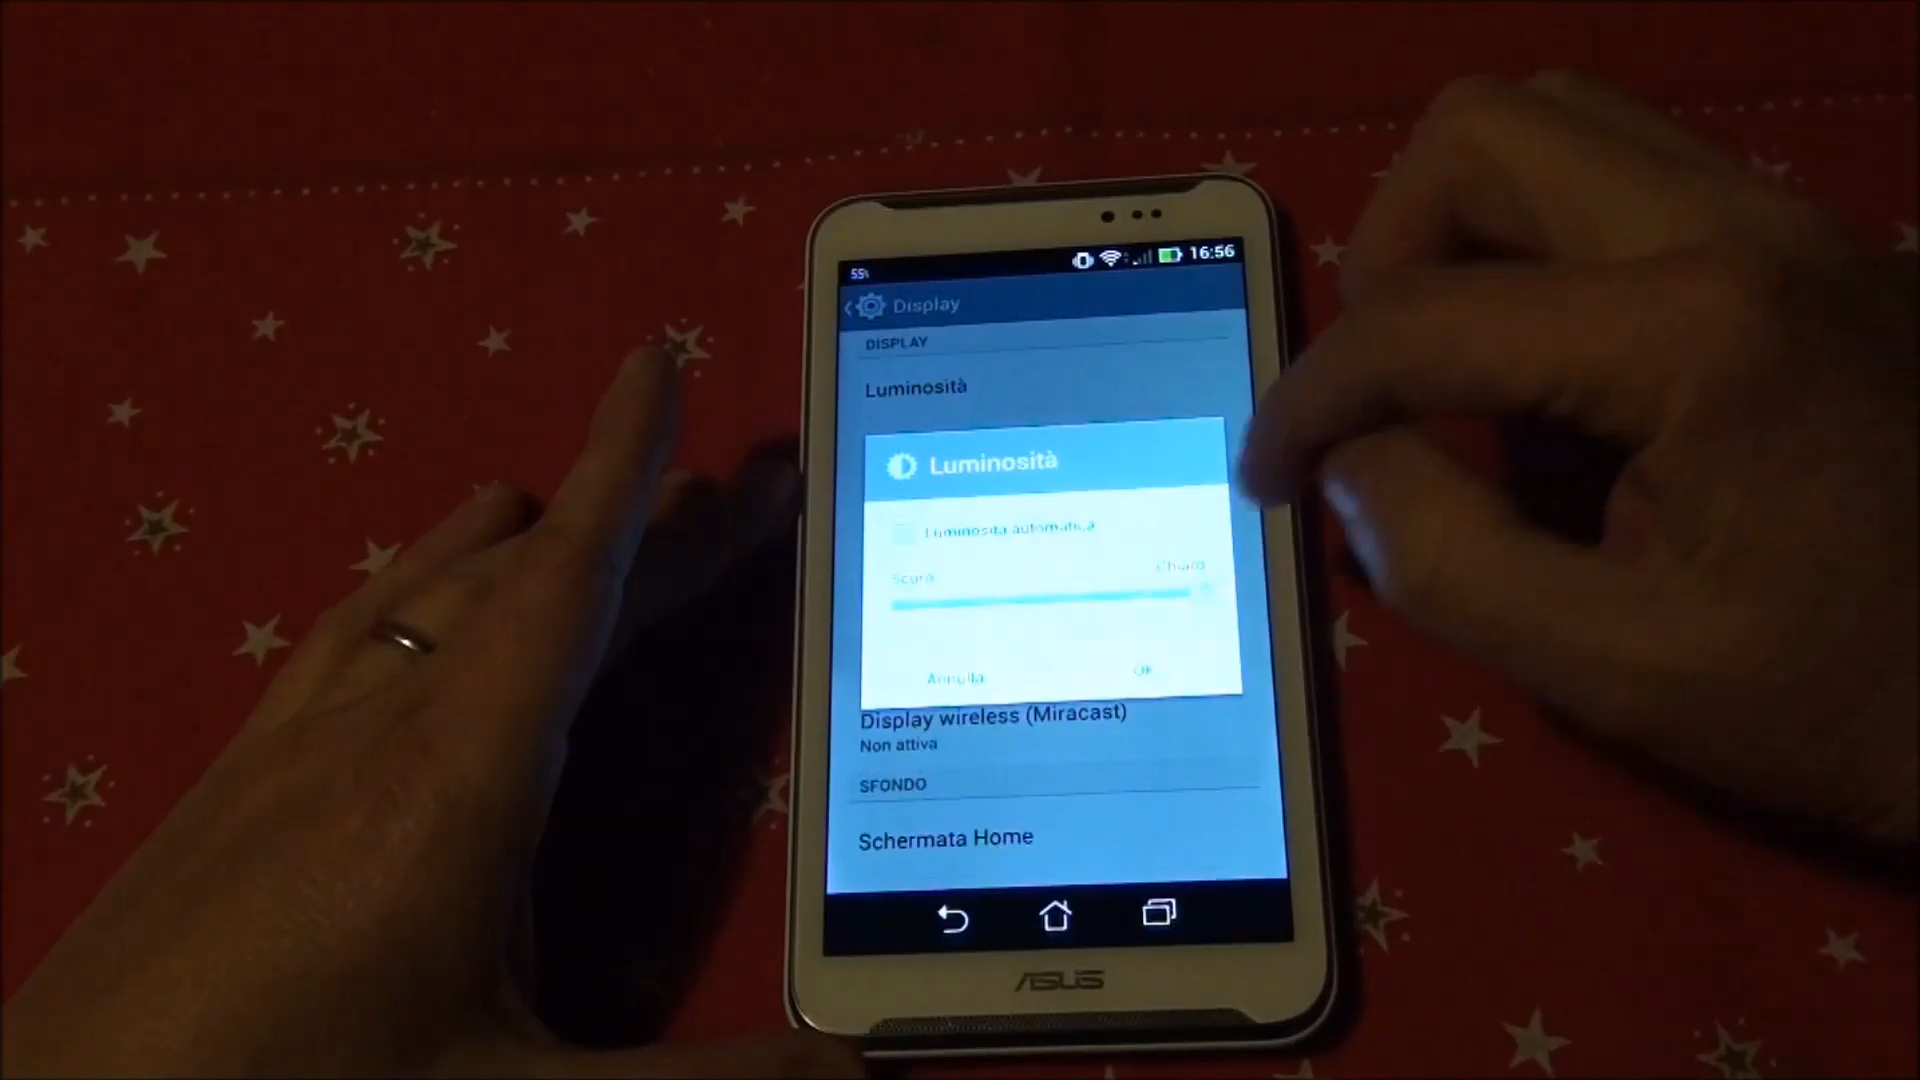 55%
16:56
Display
DISPLAY
Luminosità
Luminosità
Luminosità automatica
Scuro
Chiaro
Annulla
OK
Display wireless (Miracast)
Non attiva
SFONDO
Schermata Home
ASUS